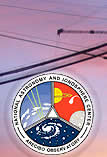 NATIONAL ASTRONOMY AND IONOSPHERE CENTER
ARECIBO OBSERVATORY